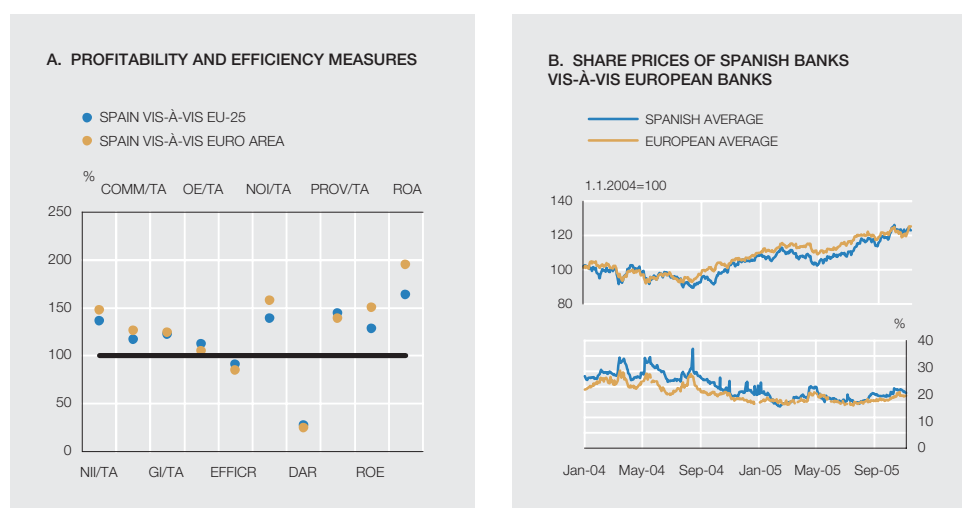 A. PROFITABILITY AND EFFICIENCY MEASURES
SPAIN VIS-À-VIS EU-25
SPAIN VIS-À-VIS EURO AREA
%
COMM/TA OE/TA NOI/TA PROV/TA ROA
250
200
150
100
50
0
NII/TA GI/TA EFFICR DAR ROE
B. SHARE PRICES OF SPANISH BANKS
VIS-À-VIS EUROPEAN BANKS
SPANISH AVERAGE
EUROPEAN AVERAGE
1.1.2004=100
140
120
100
80
%
40
30
20
10
0
Jan-04 May-04 Sep-04 Jan-05 May-05 Sep-05